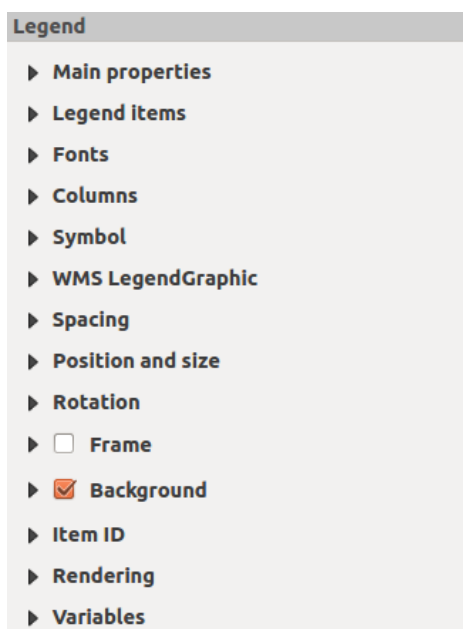 Legend
Main properties
Legend items
Fonts
Columns
Symbol
WMS LegendGraphic
Spacing
Position and size
Rotation
Frame
Background
Item ID
Rendering
Variables